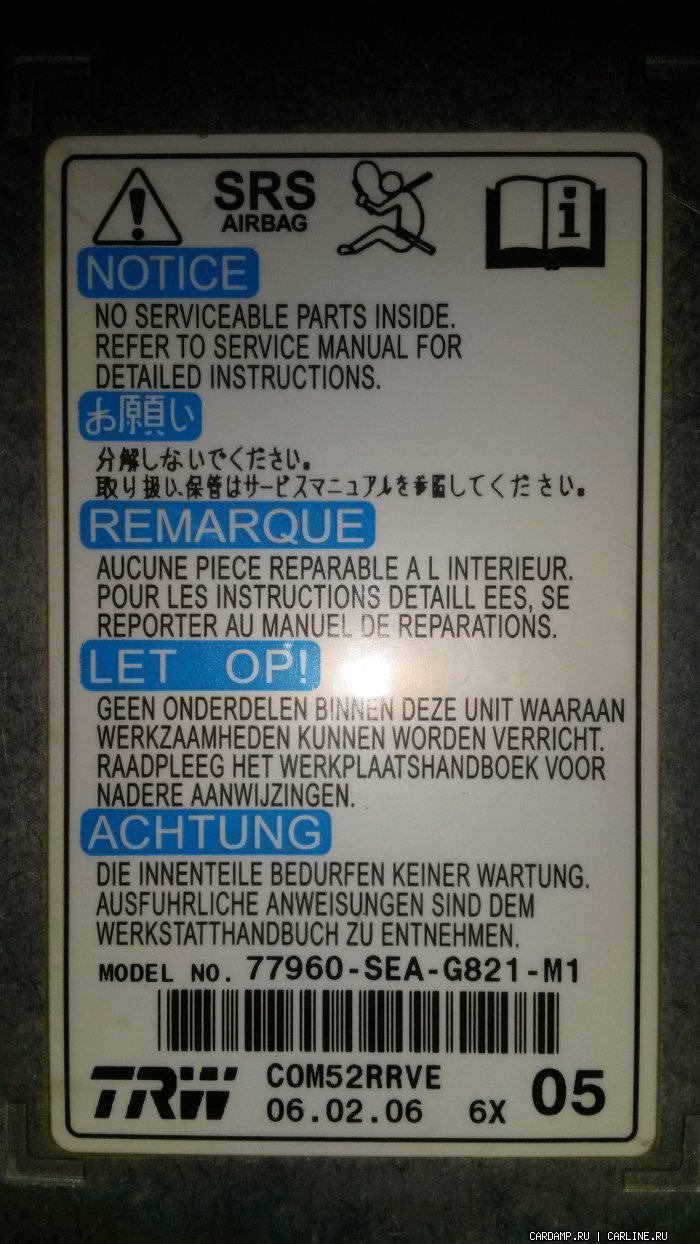 SRS
AIRBAG
NOTICE
NO SERVICEABLE PARTS INSIDE.
REFER TO SERVICE MANUAL FOR
DETAILED INSTRUCTIONS.
お願い
分解しないでください。
取り扱い、保管はサービスマニュアルを参照してください。
REMARQUE
AUCUNE PIECE REPARABLE A L INTERIEUR.
POUR LES INSTRUCTIONS DETAILL EES, SE
REPORTER AU MANUEL DE REPARATIONS.
LET OP!
GEEN ONDERDELEN BINNEN DEZE UNIT WAARAAN
WERKZAAMHEDEN KUNNEN WORDEN VERRICHT.
RAADPLEEG HET WERKPLAATSHANDBOEK VOOR
NADERE AANWIJZINGEN.
ACHTUNG
DIE INNENTEILE BEDURFEN KEINER WARTUNG.
AUSFUHRLICHE ANWEISUNGEN SIND DEM
WERKSTATTHANDBUCH ZU ENTNEHMEN.
MODEL NO. 77960-SEA-G821-M1
TRW COM52RRVE
06.02.06 6X 05
CARDAMP.RU | CARLINE.RU